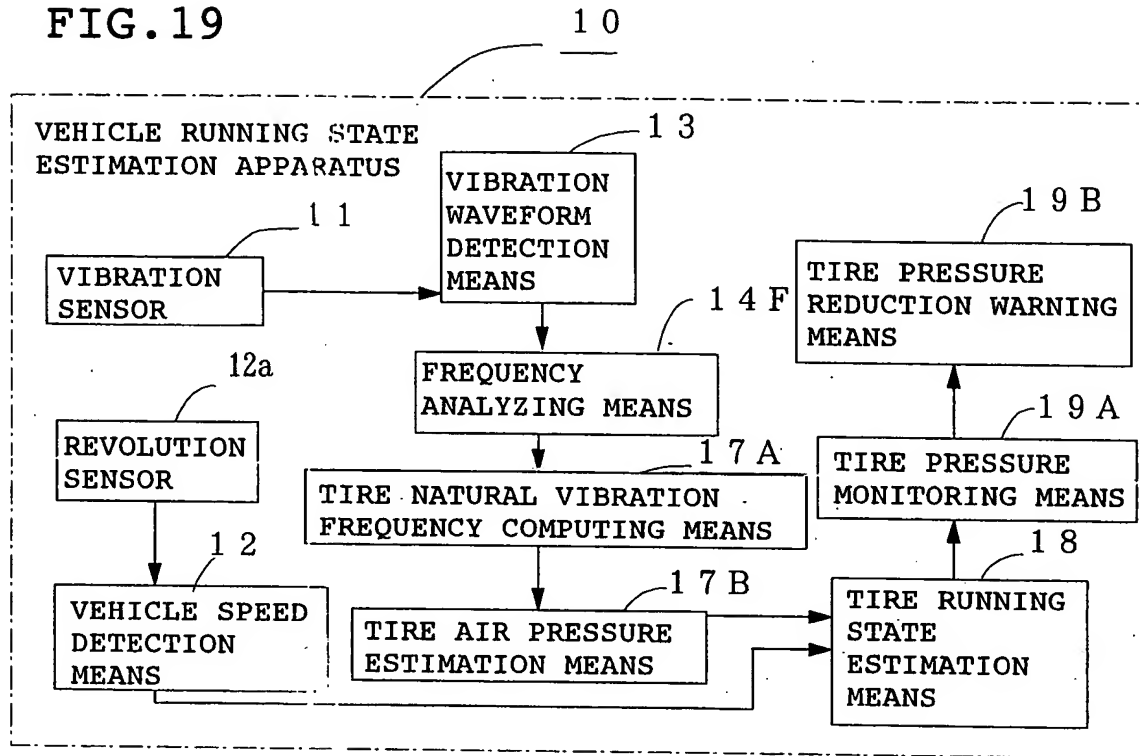 FIG.19
10
VEHICLE RUNNING STATE
ESTIMATION APPARATUS
11
VIBRATION
SENSOR
13
VIBRATION
WAVEFORM
DETECTION
MEANS
19B
TIRE PRESSURE
REDUCTION WARNING
MEANS
14F
FREQUENCY
ANALYZING MEANS
12a
REVOLUTION
SENSOR
19A
TIRE PRESSURE
MONITORING MEANS
17A
TIRE NATURAL VIBRATION
FREQUENCY COMPUTING MEANS
12
VEHICLE SPEED
DETECTION
MEANS
17B
TIRE AIR PRESSURE
ESTIMATION MEANS
18
TIRE RUNNING
STATE
ESTIMATION
MEANS